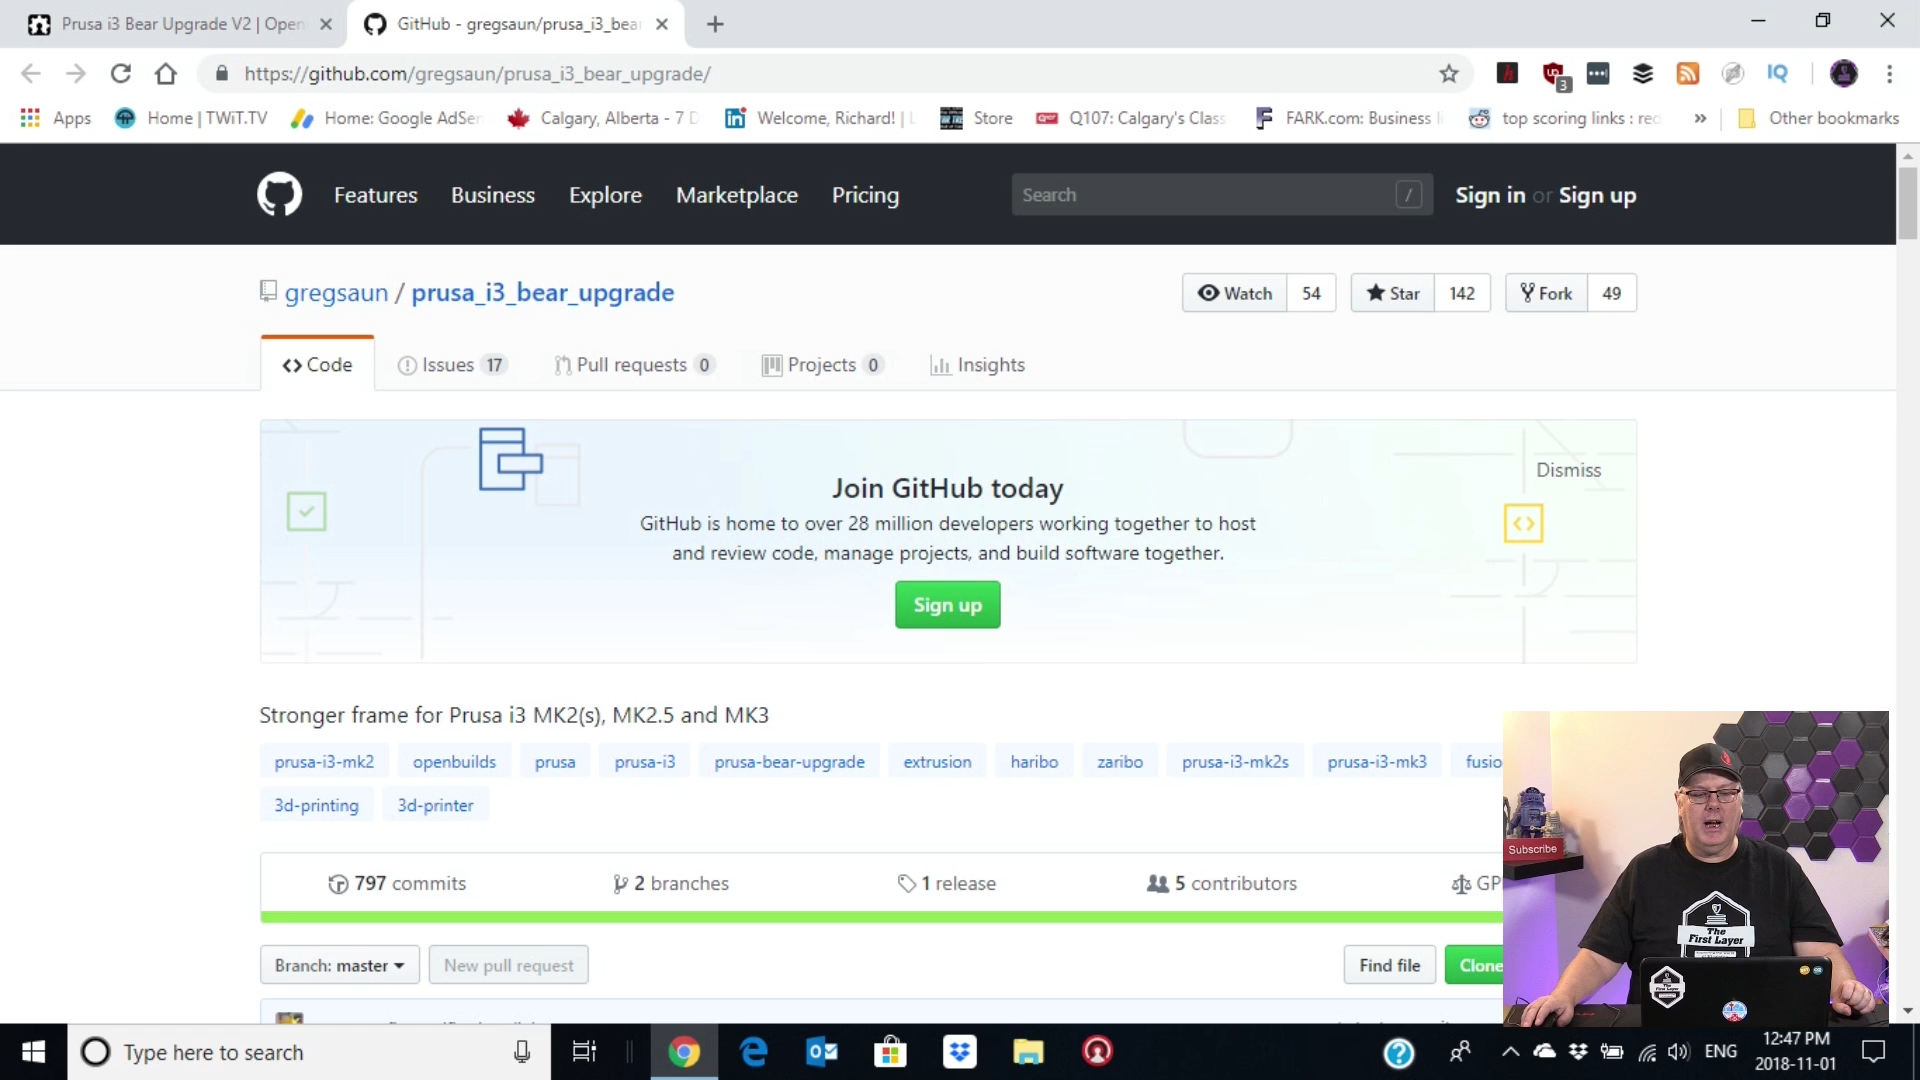 Prusa i3 Bear Upgrade V2 | Open
GitHub - gregsaun/prusa_i3_bear
https://github.com/gregsaun/prusa_i3_bear_upgrade/
3
IQ
Apps
Home | TWiT.TV
Home: Google AdSen
Calgary, Alberta - 7 D
Welcome, Richard! | L
Store
Q107: Calgary's Class
FARK.com: Business li
top scoring links : red
»
Other bookmarks
Features
Business
Explore
Marketplace
Pricing
Search
/
Sign in or Sign up
gregsaun / prusa_i3_bear_upgrade
Watch 54
Star 142
Fork 49
Code
Issues 17
Pull requests 0
Projects 0
Insights
Dismiss
Join GitHub today
GitHub is home to over 28 million developers working together to host
and review code, manage projects, and build software together.
Sign up
Stronger frame for Prusa i3 MK2(s), MK2.5 and MK3
prusa-i3-mk2
openbuilds
prusa
prusa-i3
prusa-bear-upgrade
extrusion
haribo
zaribo
prusa-i3-mk2s
prusa-i3-mk3
fusio
3d-printing
3d-printer
797 commits
2 branches
1 release
5 contributors
GP
Branch: master
New pull request
Find file
Clone
Subscribe
The
First Layer
Type here to search
ENG
12:47 PM
2018-11-01